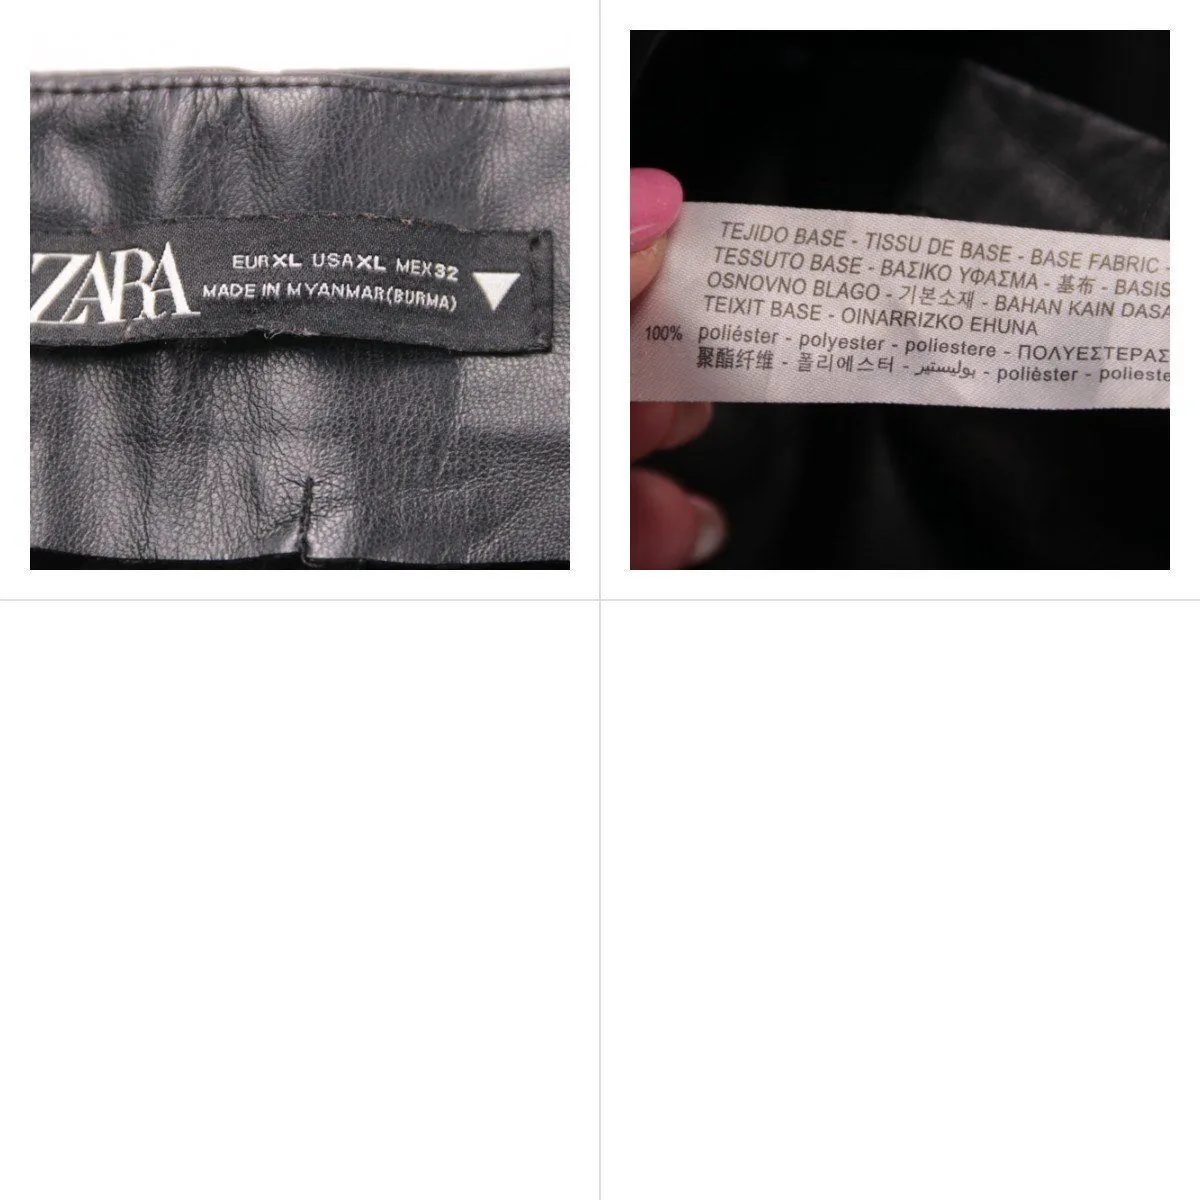 ZARA
EUR XL USA XL MEX 32
MADE IN MYANMAR(BURMA)
TEJIDO BASE - TISSU DE BASE - BASE FABRIC -
TESSUTO BASE - ΒΑΣΙΚΟ ΥΦΑΣΜΑ - 基布 - BASIS
OSNOVNO BLAGO - 기본소재 - BAHAN KAIN DASA
TEIXIT BASE - OINARRIZKO EHUNA
100% poliéster - polyester - poliestere - ΠΟΛΥΕΣΤΕΡΑΣ
聚酯纤维 - 폴리에스터 - بوليستير - polièster - polieste